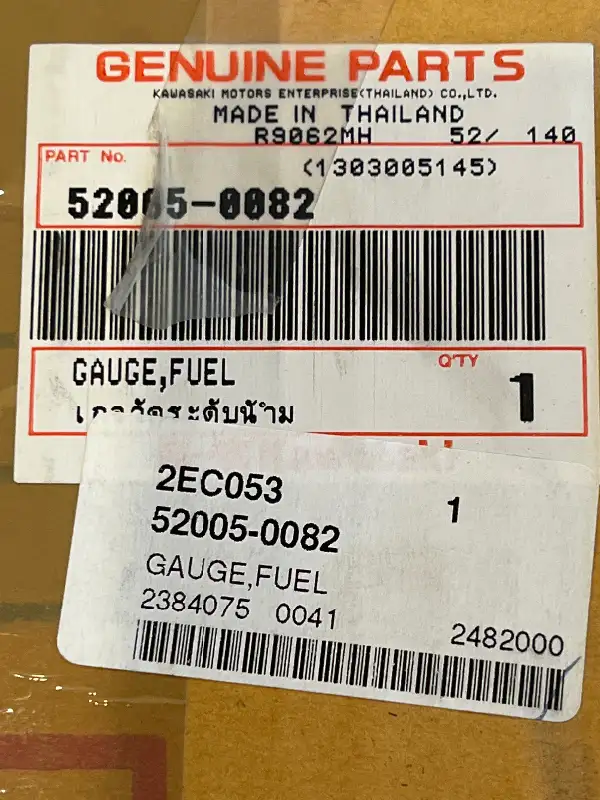 GENUINE PARTS
KAWASAKI MOTORS ENTERPRISE(THAILAND) CO.,LTD.
MADE IN THAILAND
R9062MH 52/ 140
PART No.
(1303005145)
52005-0082
GAUGE,FUEL
Q'TY
1
2EC053
1
52005-0082
GAUGE,FUEL
2384075 0041
2482000